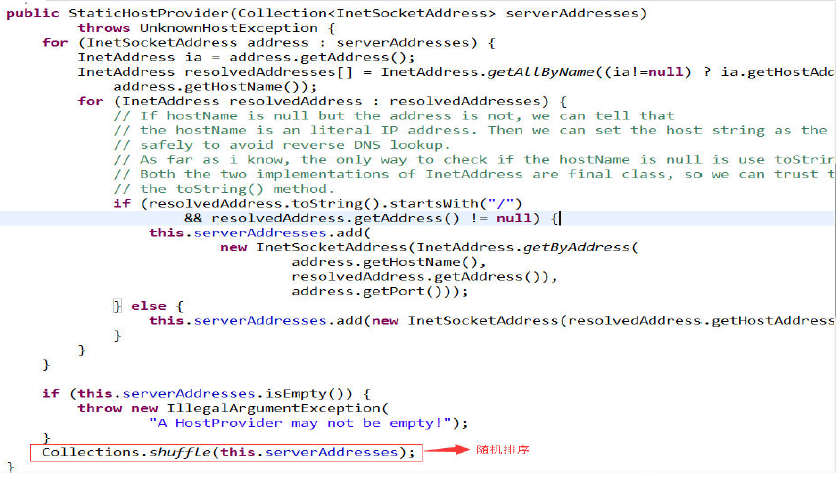 public StaticHostProvider(Collection<InetSocketAddress> serverAddresses)
throws UnknownHostException {
for (InetSocketAddress address : serverAddresses) {
InetAddress ia = address.getAddress();
InetAddress resolvedAddresses[] = InetAddress.getAllByName((ia!=null) ? ia.getHostAdd
address.getHostName());
for (InetAddress resolvedAddress : resolvedAddresses) {
// If hostName is null but the address is not, we can tell that
// the hostName is an literal IP address. Then we can set the host string as the
// safely to avoid reverse DNS lookup.
// As far as i know, the only way to check if the hostName is null is use toStrin
// Both the two implementations of InetAddress are final class, so we can trust t
// the toString() method.
if (resolvedAddress.toString().startsWith("/")
&& resolvedAddress.getAddress() != null) {
this.serverAddresses.add(
new InetSocketAddress(InetAddress.getByAddress(
address.getHostName(),
resolvedAddress.getAddress()),
address.getPort()));
} else {
this.serverAddresses.add(new InetSocketAddress(resolvedAddress.getHostAddress
}
}
}
if (this.serverAddresses.isEmpty()) {
throw new IllegalArgumentException(
"A HostProvider may not be empty!");
}
Collections.shuffle(this.serverAddresses); 随机排序
}